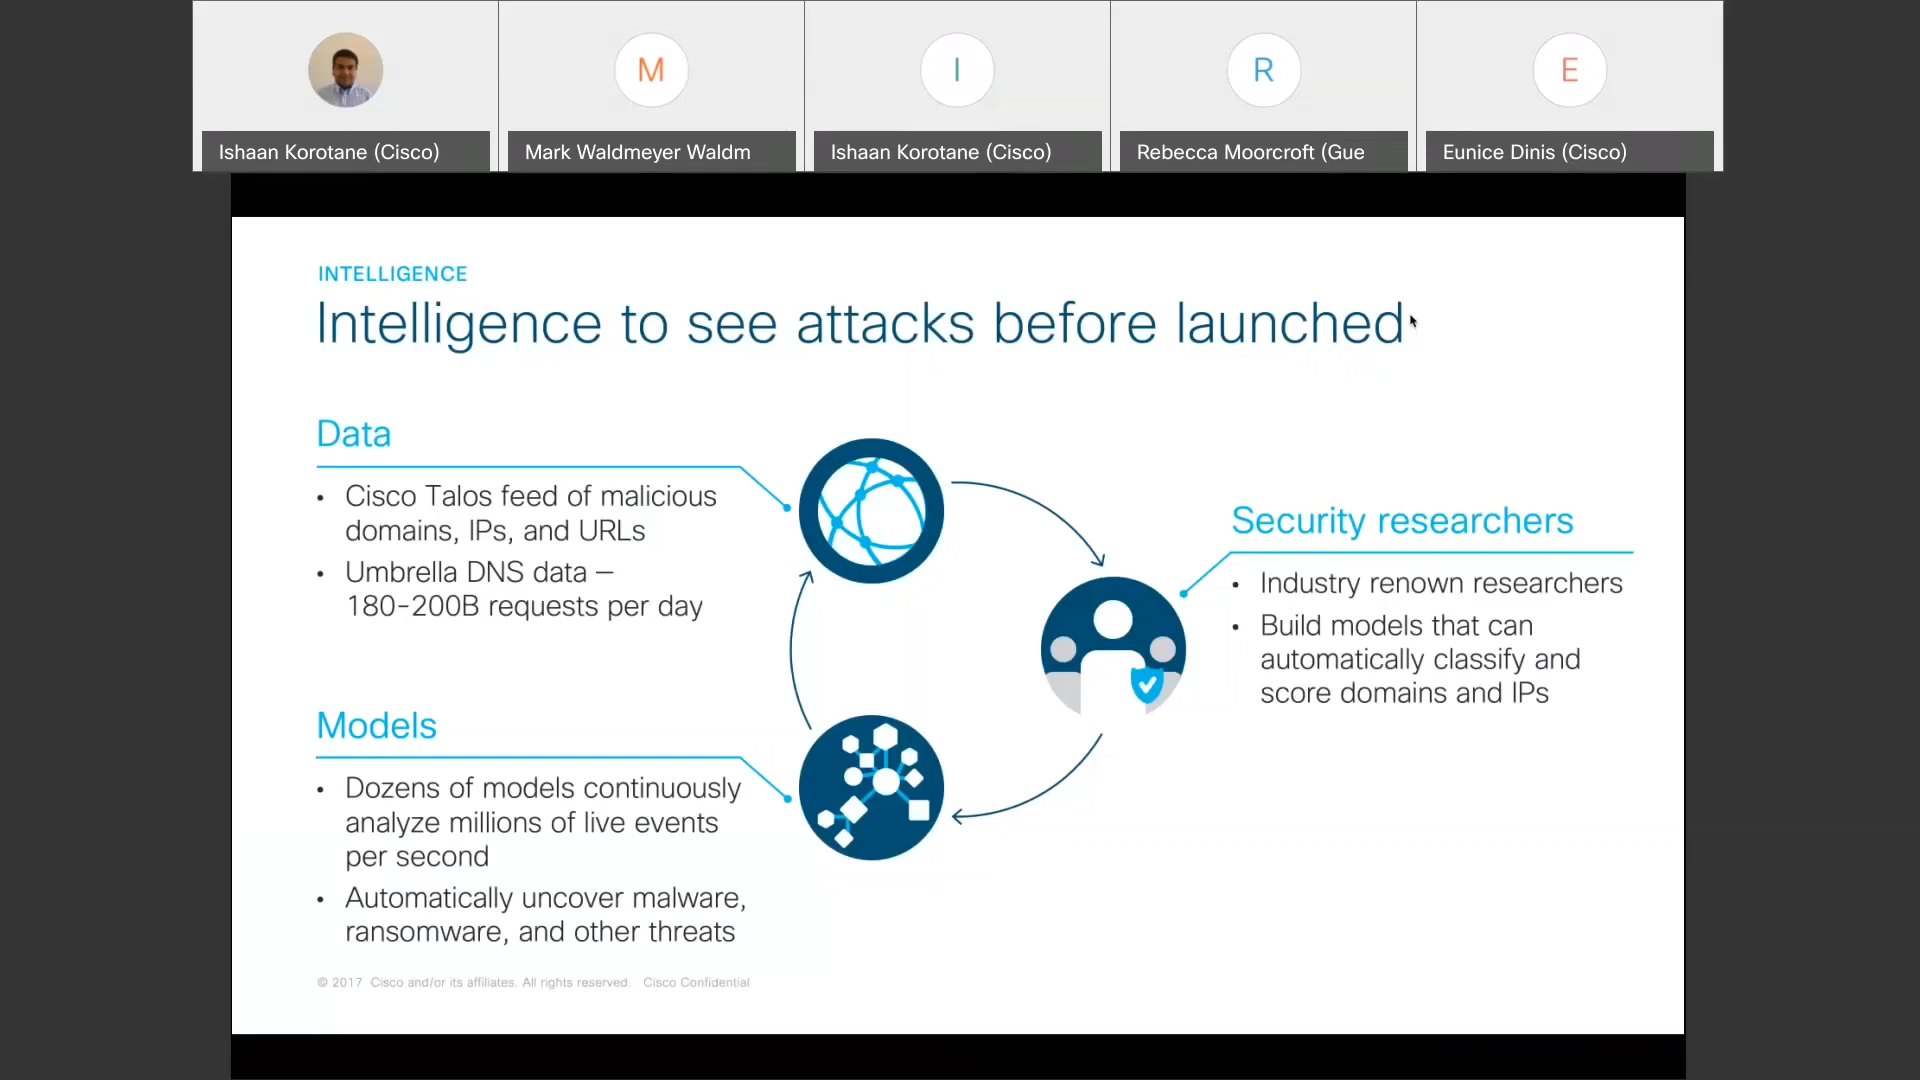 M
I
R
E
Ishaan Korotane (Cisco)
Mark Waldmeyer Waldm
Ishaan Korotane (Cisco)
Rebecca Moorcroft (Gue
Eunice Dinis (Cisco)
INTELLIGENCE
Intelligence to see attacks before launched
Data
• Cisco Talos feed of malicious
domains, IPs, and URLs
• Umbrella DNS data –
180-200B requests per day
Security researchers
• Industry renown researchers
• Build models that can
automatically classify and
score domains and IPs
Models
• Dozens of models continuously
analyze millions of live events
per second
• Automatically uncover malware,
ransomware, and other threats
© 2017 Cisco and/or its affiliates. All rights reserved. Cisco Confidential